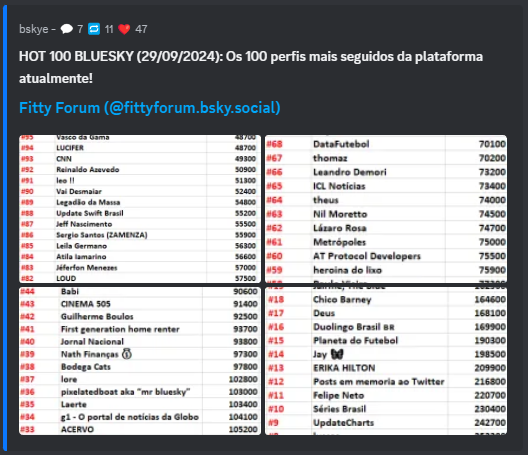 bskye - 💬 7 🔁 11 ❤️ 47
HOT 100 BLUESKY (29/09/2024): Os 100 perfis mais seguidos da plataforma
atualmente!
Fitty Forum (@fittyforum.bsky.social)
#95 Vasco da Gama 48700
#94 LUCIFER 48700
#93 CNN 49300
#92 Reinaldo Azevedo 50900
#91 leo !! 51300
#90 Vai Desmaiar 52400
#89 Legadão da Massa 54800
#88 Update Swift Brasil 55200
#87 Jeff Nascimento 55500
#86 Sergio Santos (ZAMENZA) 55900
#85 Leila Germano 56300
#84 Atila Iamarino 56600
#83 Jéferfon Menezes 57000
#82 LOUD 57500
#68 DataFutebol 70100
#67 thomaz 70200
#66 Leandro Demori 73200
#65 ICL Notícias 73400
#64 theus 74000
#63 Nil Moretto 74500
#62 Lázaro Rosa 74700
#61 Metrópoles 75000
#60 AT Protocol Developers 75500
#59 heroina do lixo 75900
#44 Babi 90600
#43 CINEMA 505 91400
#42 Guilherme Boulos 92500
#41 First generation home renter 93700
#40 Jornal Nacional 93800
#39 Nath Finanças 💰 97300
#38 Bodega Cats 97800
#37 lore 102800
#36 pixelatedboat aka "mr bluesky" 103000
#35 Laerte 103400
#34 g1 - O portal de notícias da Globo 104100
#33 ACERVO 105200
#18 Chico Barney 164600
#17 Deus 168100
#16 Duolingo Brasil BR 169900
#15 Planeta do Futebol 190300
#14 Jay 🦋 198500
#13 ERIKA HILTON 209900
#12 Posts em memoria ao Twitter 216800
#11 Felipe Neto 220700
#10 Séries Brasil 230400
#9 UpdateCharts 242700